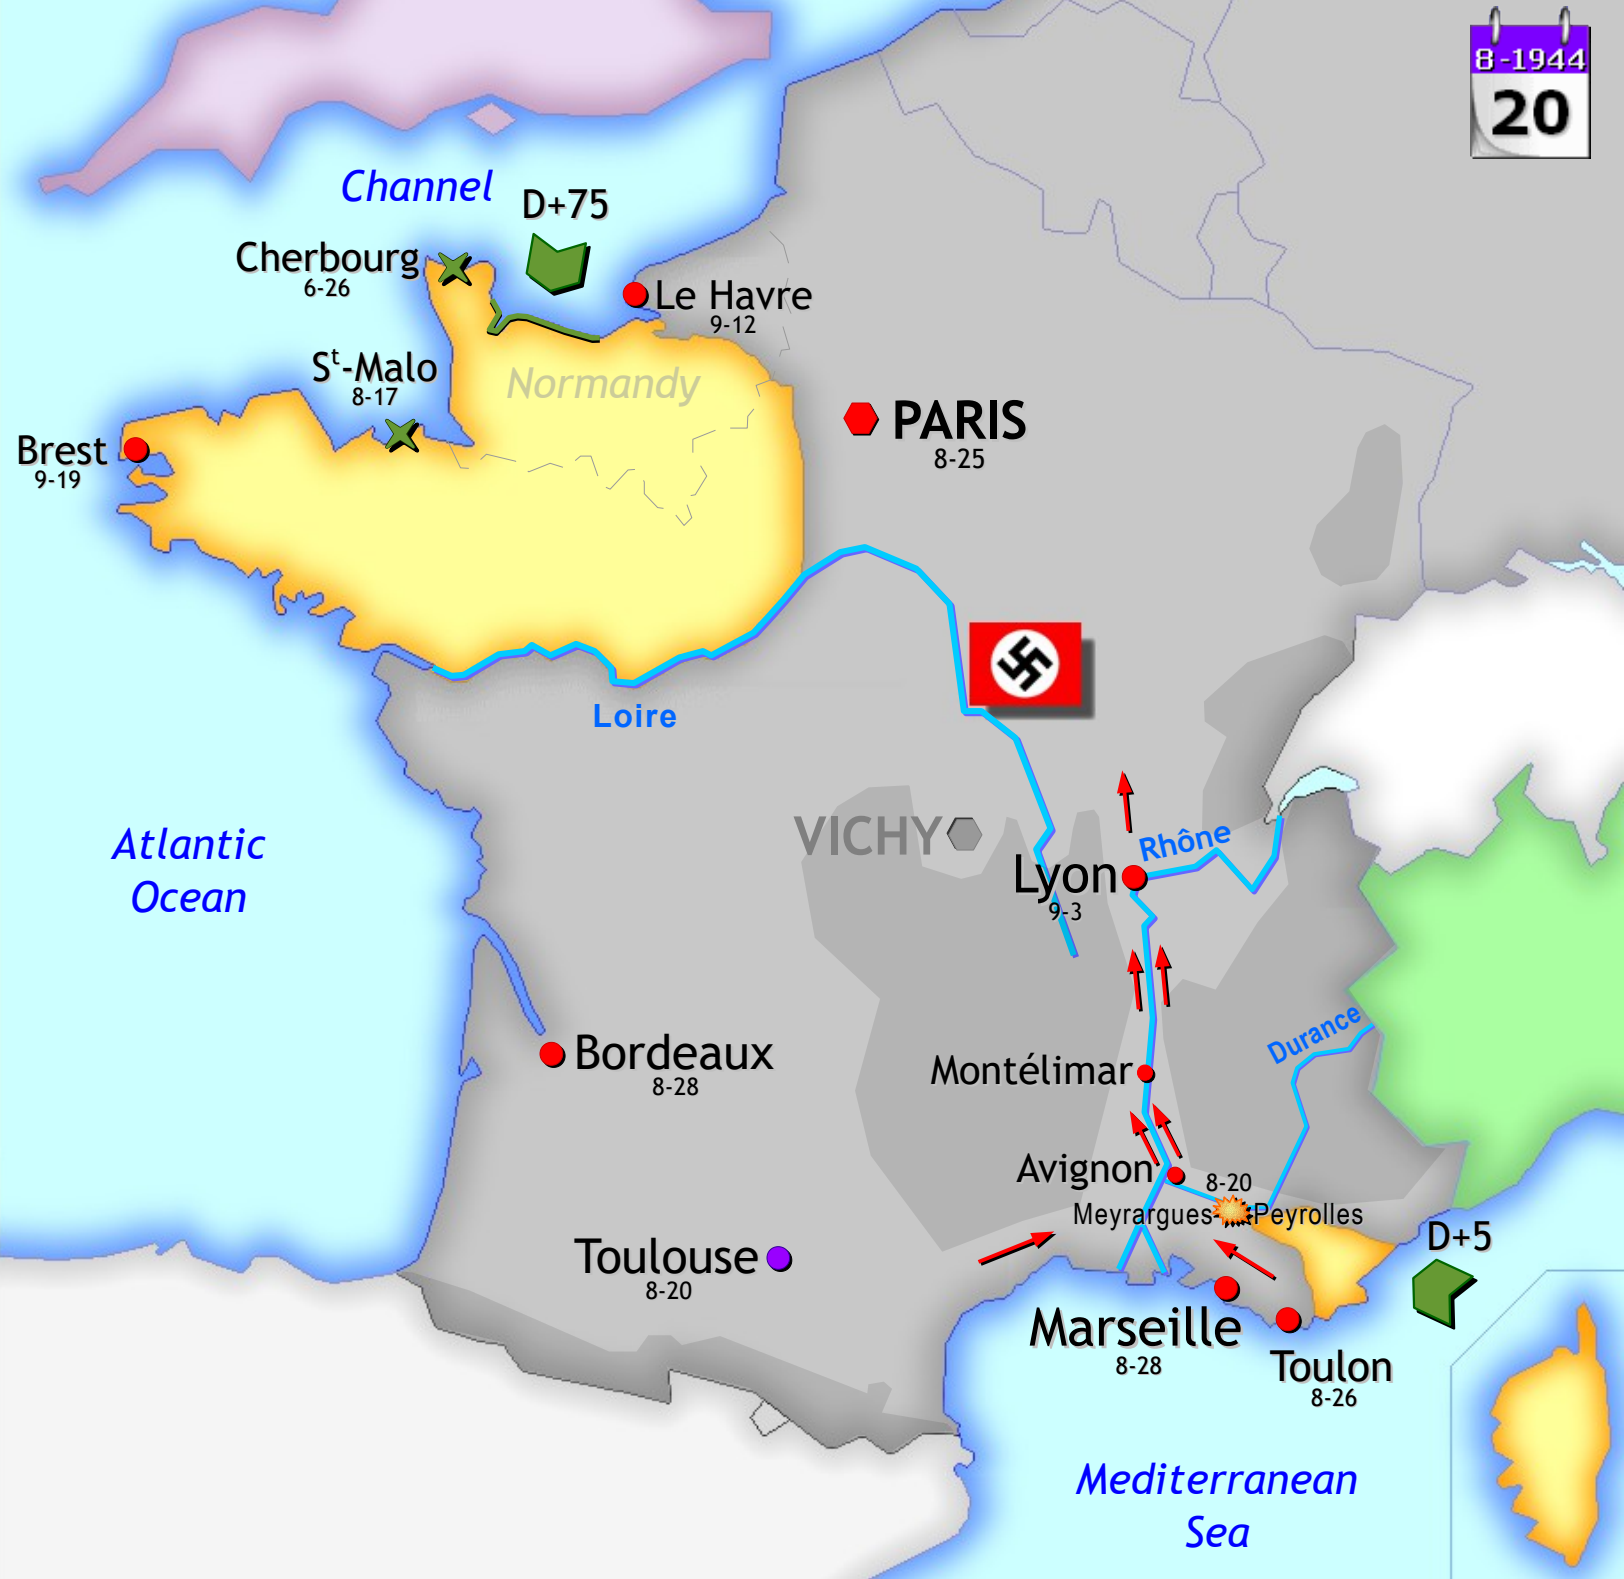 8-1944
20
Channel
D+75
Cherbourg
6-26
Le Havre
9-12
St-Malo
8-17
Normandy
PARIS
8-25
Brest
9-19
Loire
VICHY
Rhône
Lyon
9-3
Atlantic
Ocean
Durance
Bordeaux
8-28
Montélimar
Avignon
8-20
Meyrargues
Peyrolles
D+5
Toulouse
8-20
Marseille
8-28
Toulon
8-26
Mediterranean
Sea